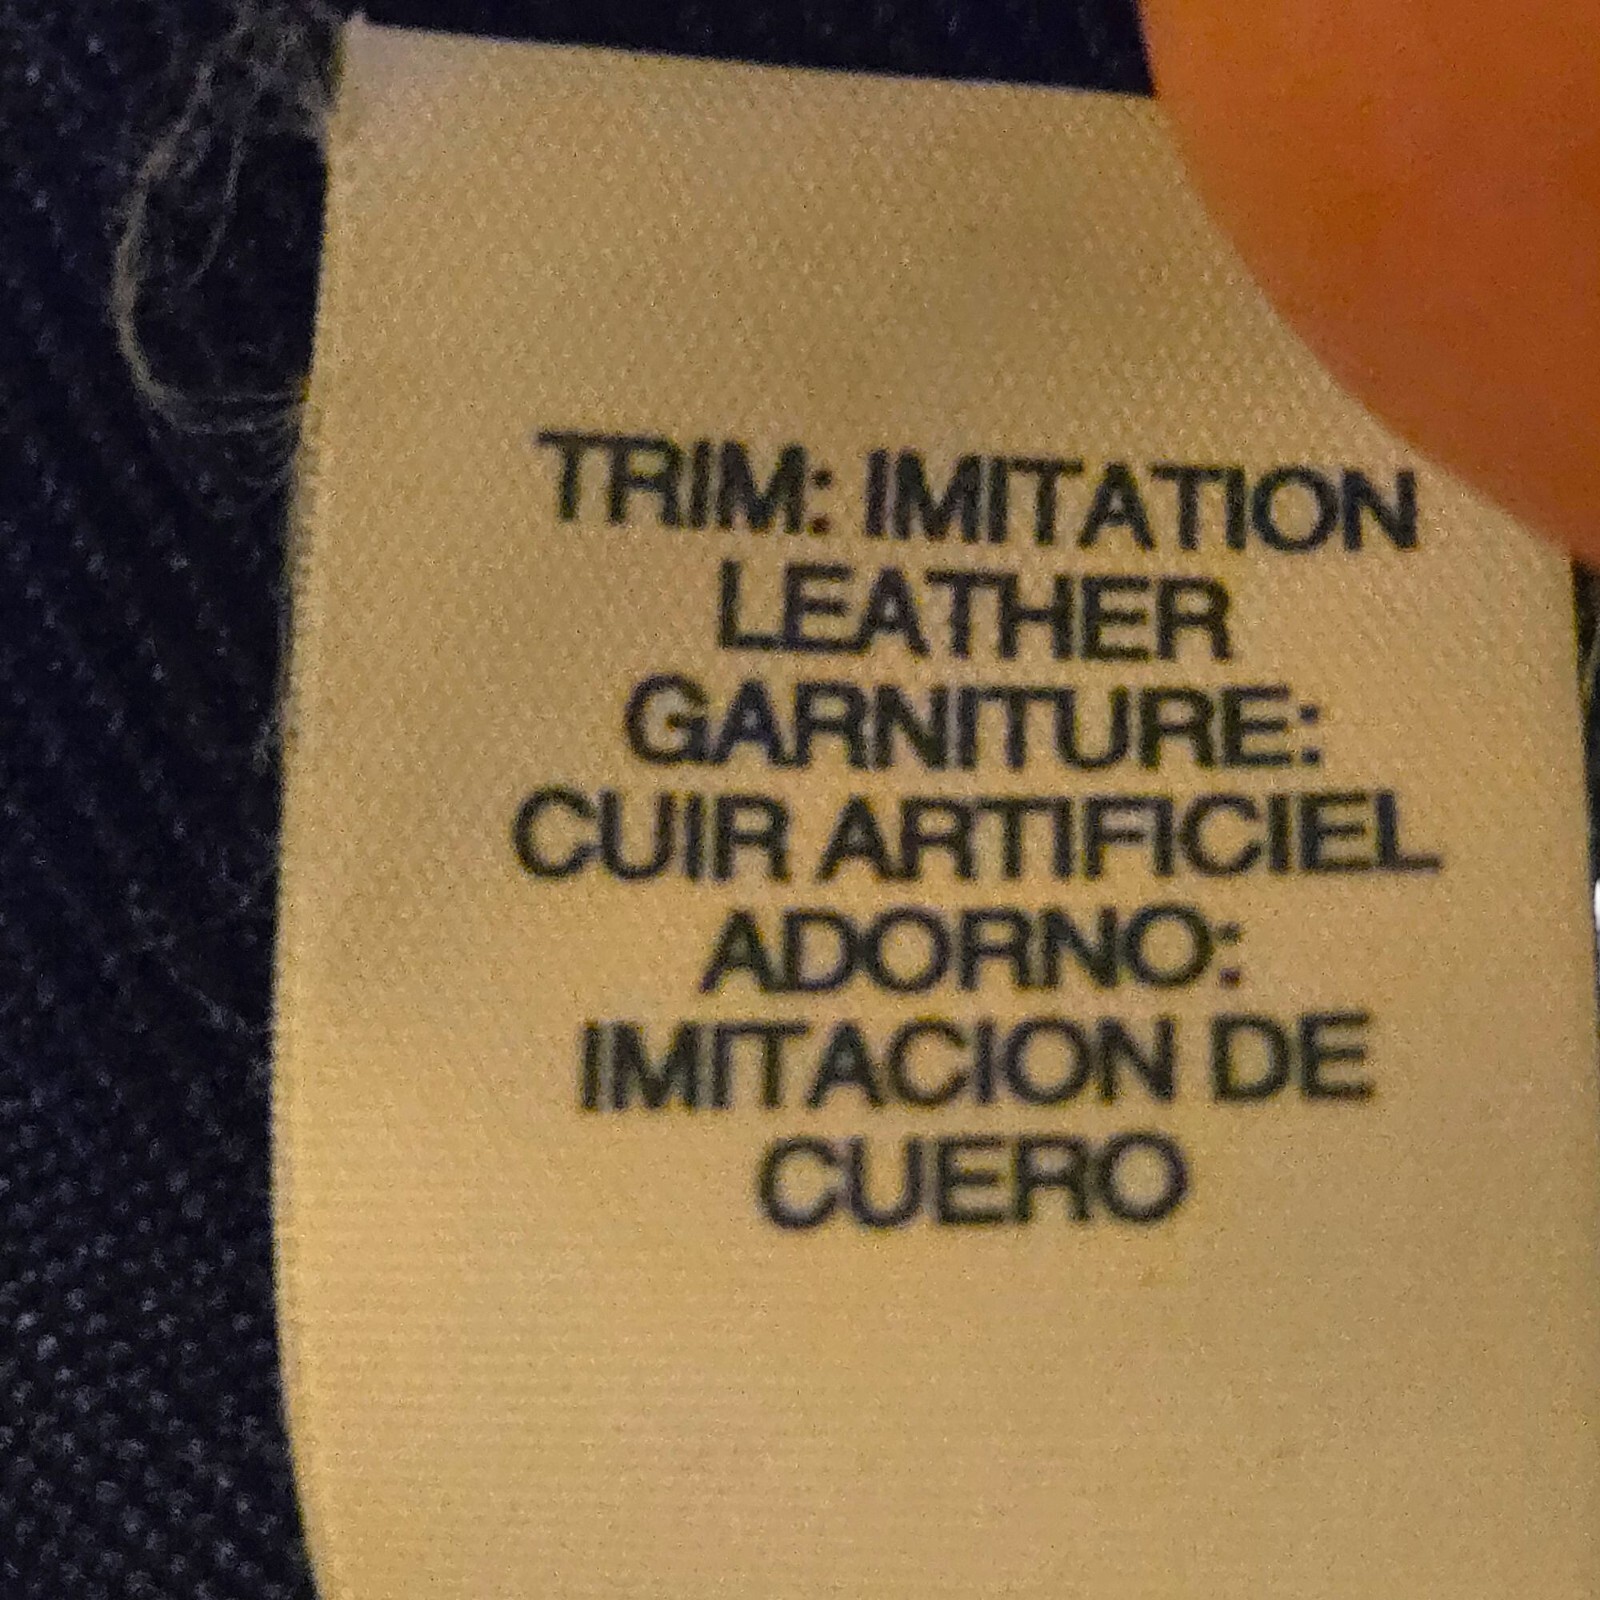 TRIM: IMITATION
LEATHER
GARNITURE:
CUIR ARTIFICIEL
ADORNO:
IMITACION DE
CUERO